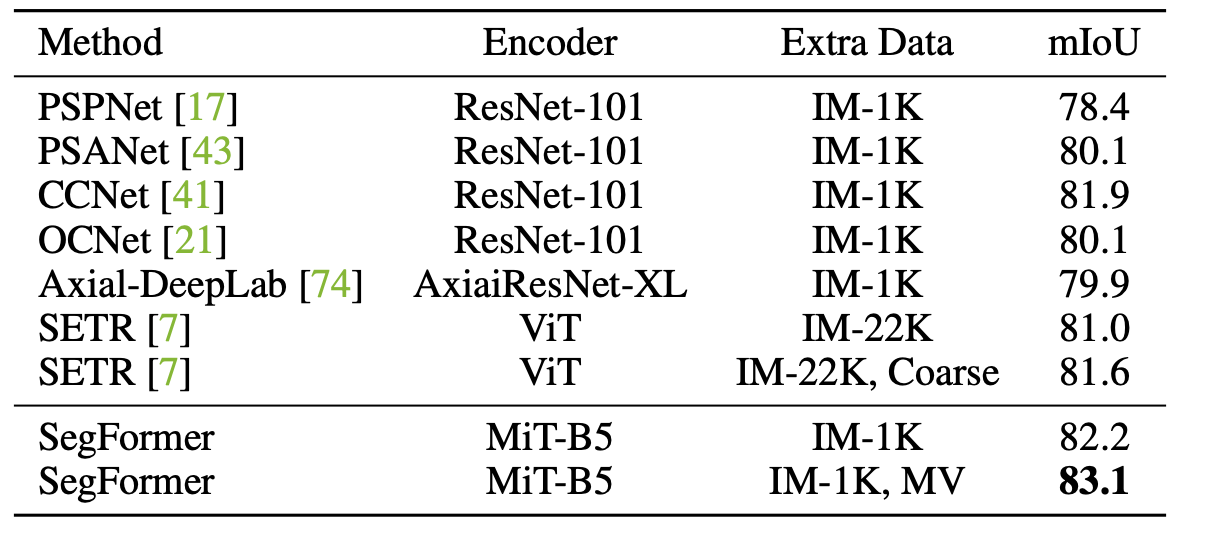 Method Encoder Extra Data mIoU
PSPNet [17] ResNet-101 IM-1K 78.4
PSANet [43] ResNet-101 IM-1K 80.1
CCNet [41] ResNet-101 IM-1K 81.9
OCNet [21] ResNet-101 IM-1K 80.1
Axial-DeepLab [74] AxiaiResNet-XL IM-1K 79.9
SETR [7] ViT IM-22K 81.0
SETR [7] ViT IM-22K, Coarse 81.6
SegFormer MiT-B5 IM-1K 82.2
SegFormer MiT-B5 IM-1K, MV 83.1